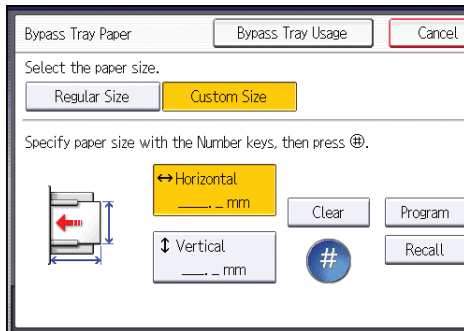 Bypass Tray Paper Bypass Tray Usage Cancel
Select the paper size.
Regular Size Custom Size
Specify paper size with the Number keys, then press ⊕.
↔Horizontal
___._ mm
Clear Program
↕ Vertical
___._ mm
# Recall